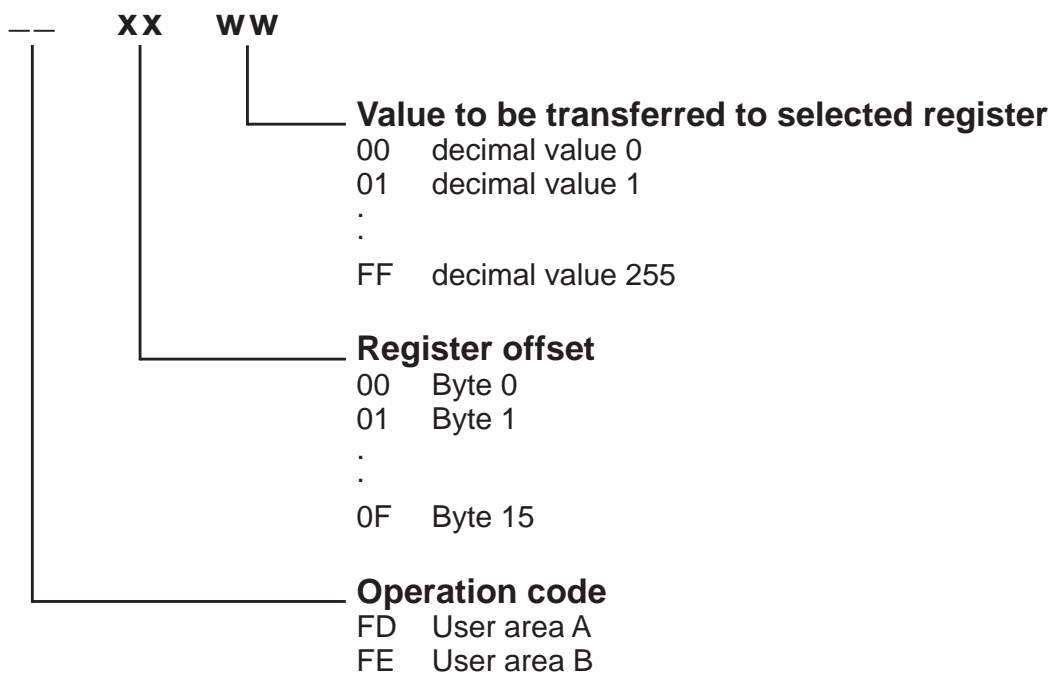 __ xx ww
Value to be transferred to selected register
00 decimal value 0
01 decimal value 1
.
.
FF decimal value 255
Register offset
00 Byte 0
01 Byte 1
.
.
0F Byte 15
Operation code
FD User area A
FE User area B